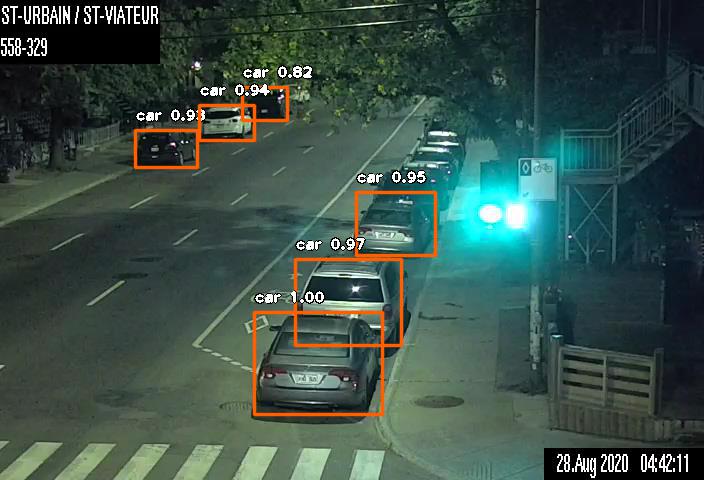 ST-URBAIN / ST-VIATEUR
558-329
car 0.82
car 0.94
car 0.93
car 0.95
car 0.97
car 1.00
28.Aug 2020 04:42:11